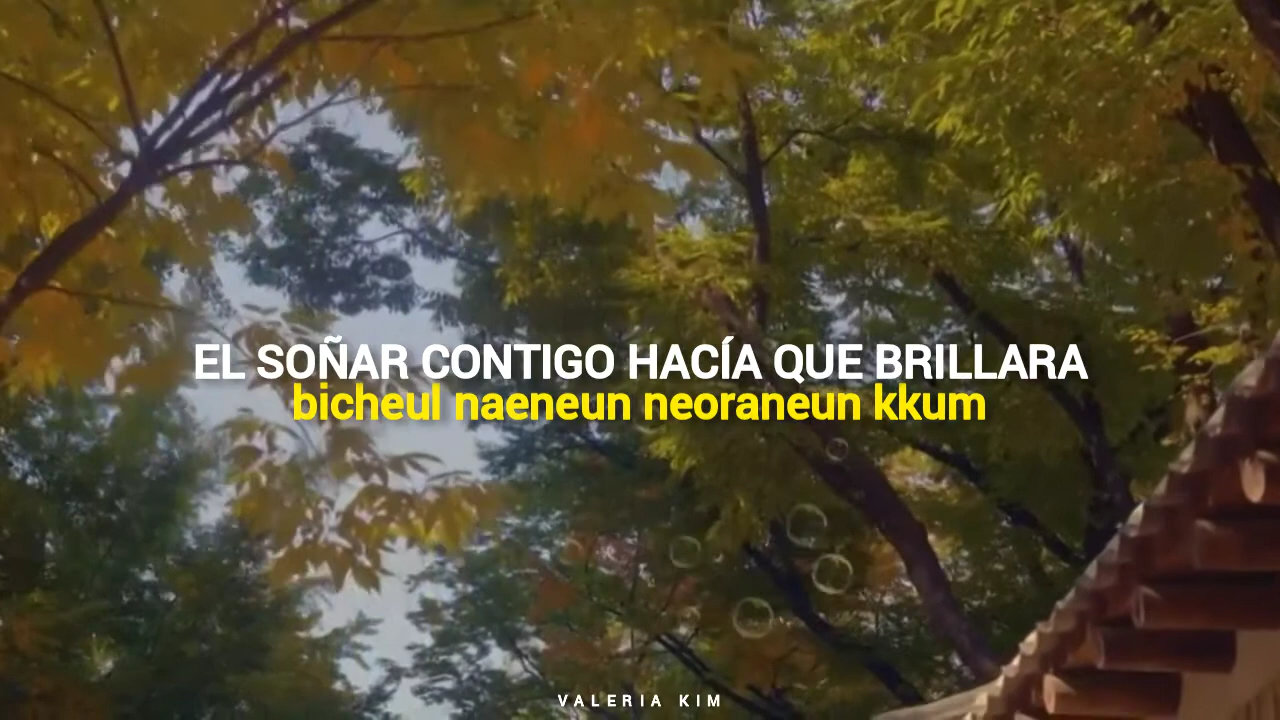 EL SOÑAR CONTIGO HACÍA QUE BRILLARA
bicheul naeneun neoraneun kkum
VALERIA KIM